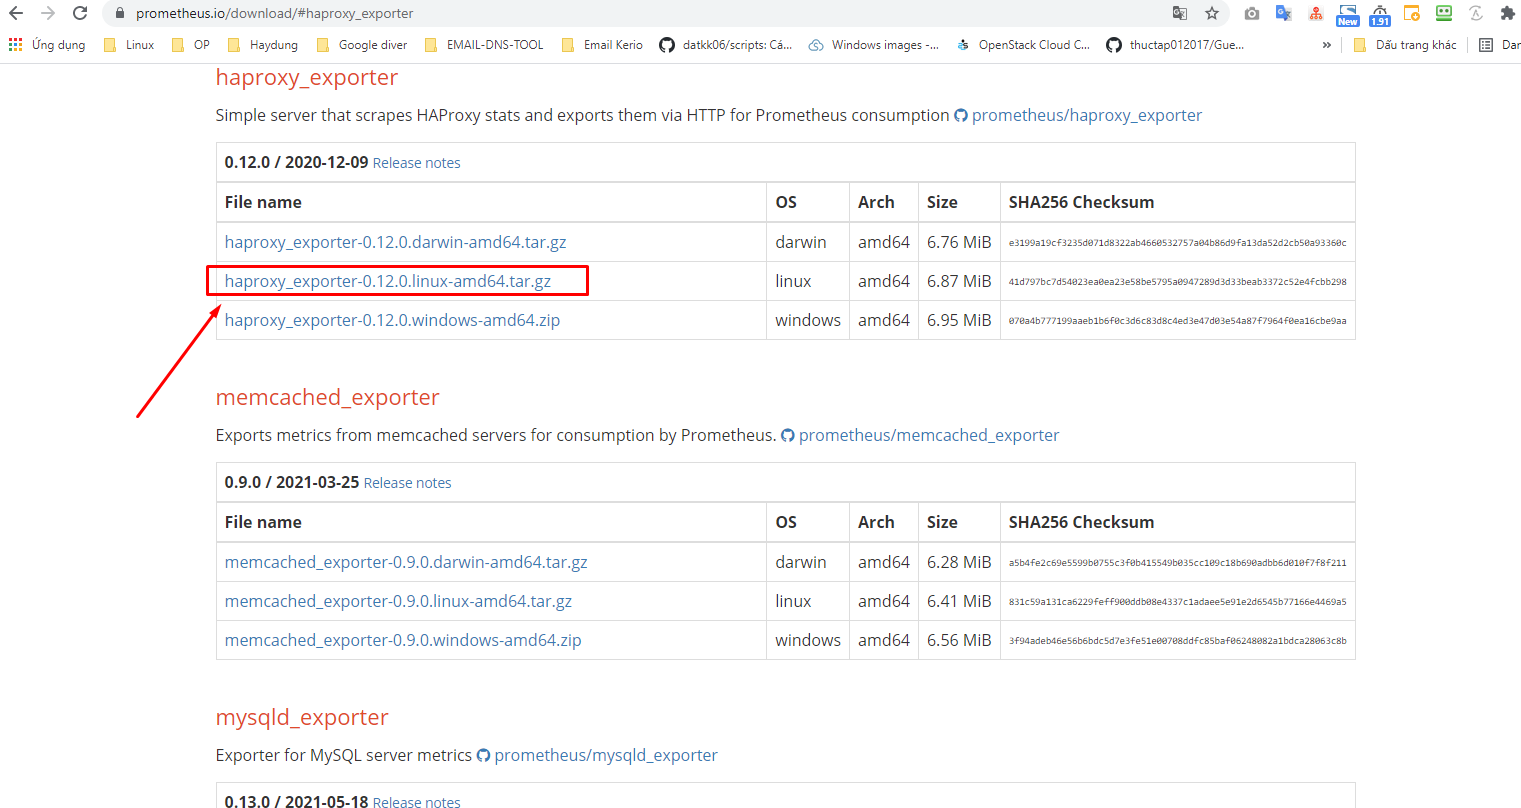 prometheus.io/download/#haproxy_exporter
New
1.91
Ứng dụng
Linux
OP
Haydung
Google diver
EMAIL-DNS-TOOL
Email Kerio
datkk06/scripts: Cá...
Windows images -...
OpenStack Cloud C...
thuctap012017/Gue...
»
Dấu trang khác
Dan
haproxy_exporter
Simple server that scrapes HAProxy stats and exports them via HTTP for Prometheus consumption prometheus/haproxy_exporter
0.12.0 / 2020-12-09 Release notes
File name OS Arch Size SHA256 Checksum
haproxy_exporter-0.12.0.darwin-amd64.tar.gz darwin amd64 6.76 MiB e3199a19cf3235d071d8322ab4660532757a04b86d9fa13da52d2cb50a93360c
haproxy_exporter-0.12.0.linux-amd64.tar.gz linux amd64 6.87 MiB 41d797bc7d54023ea0ea23e58be5795a0947289d3d33beab3372c52e4fcbb298
haproxy_exporter-0.12.0.windows-amd64.zip windows amd64 6.95 MiB 070a4b777199aaeb1b6f0c3d6c83d8c4ed3e47d03e54a87f7964f0ea16cbe9aa
memcached_exporter
Exports metrics from memcached servers for consumption by Prometheus. prometheus/memcached_exporter
0.9.0 / 2021-03-25 Release notes
File name OS Arch Size SHA256 Checksum
memcached_exporter-0.9.0.darwin-amd64.tar.gz darwin amd64 6.28 MiB a5b4fe2c69e5599b0755c3f0b415549b035cc109c18b690adbb6d010f7f8f211
memcached_exporter-0.9.0.linux-amd64.tar.gz linux amd64 6.41 MiB 831c59a131ca6229feff900ddb08e4337c1adaee5e91e2d6545b77166e4469a5
memcached_exporter-0.9.0.windows-amd64.zip windows amd64 6.56 MiB 3f94adeb46e56b6bdc5d7e3fe51e00708ddfc85baf06248082a1bdca28063c8b
mysqld_exporter
Exporter for MySQL server metrics prometheus/mysqld_exporter
0.13.0 / 2021-05-18 Release notes